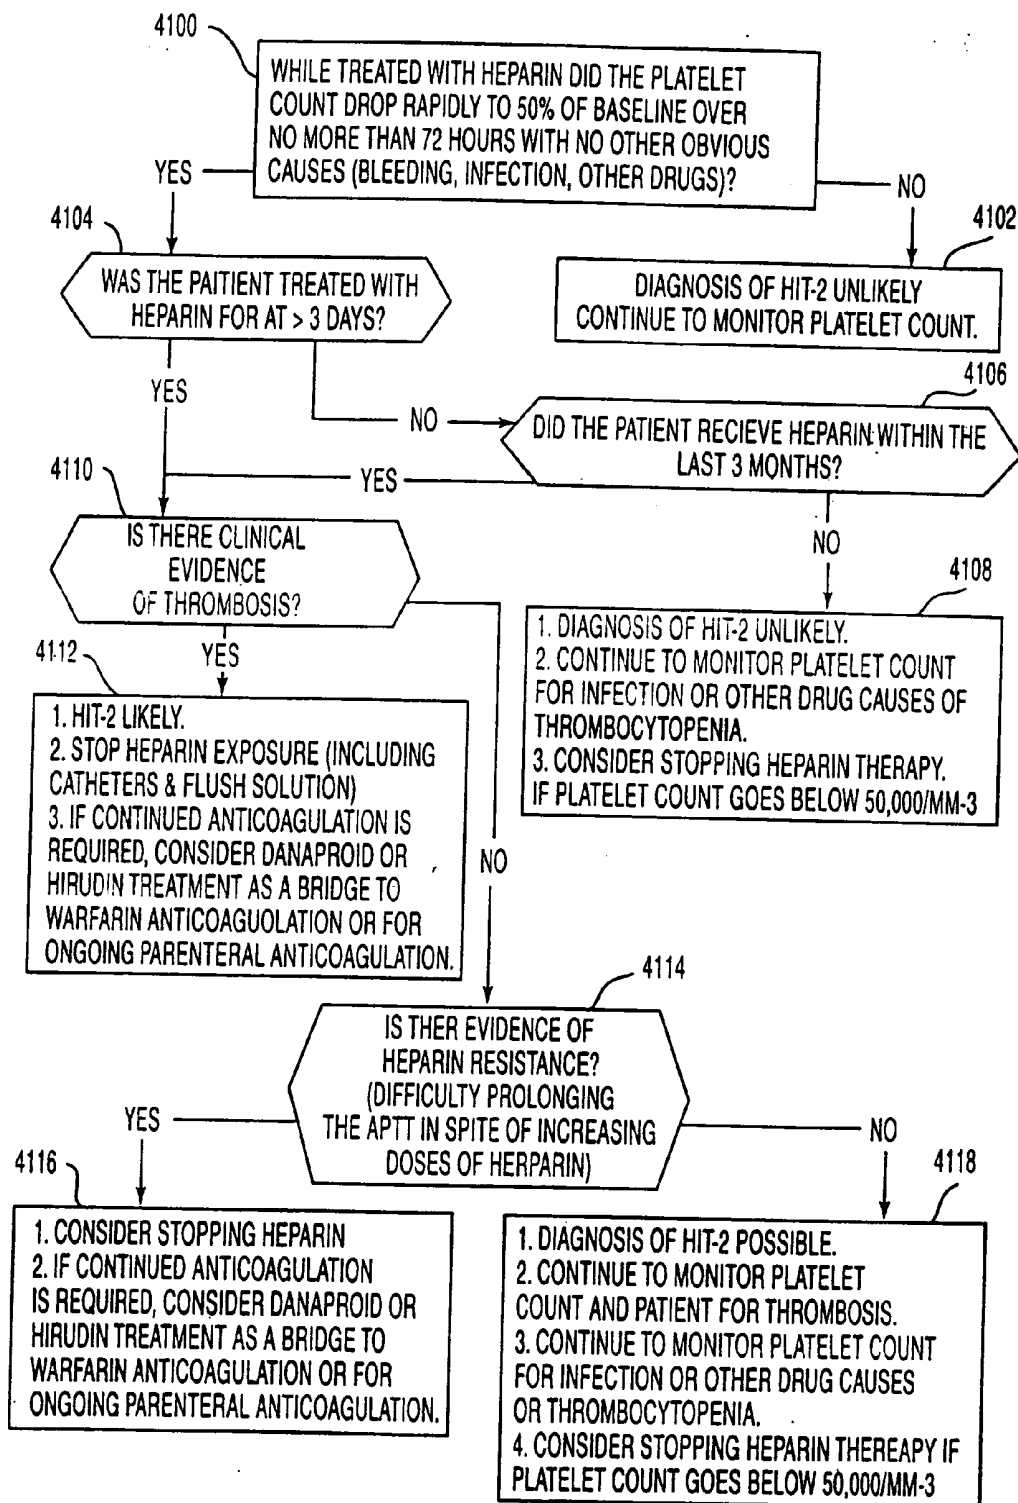 4100
WHILE TREATED WITH HEPARIN DID THE PLATELET
COUNT DROP RAPIDLY TO 50% OF BASELINE OVER
NO MORE THAN 72 HOURS WITH NO OTHER OBVIOUS
CAUSES (BLEEDING, INFECTION, OTHER DRUGS)?
YES
NO
4104
WAS THE PAITIENT TREATED WITH
HEPARIN FOR AT > 3 DAYS?
4102
DIAGNOSIS OF HIT-2 UNLIKELY
CONTINUE TO MONITOR PLATELET COUNT.
YES
NO
4106
DID THE PATIENT RECIEVE HEPARIN WITHIN THE
LAST 3 MONTHS?
YES
NO
4110
IS THERE CLINICAL
EVIDENCE
OF THROMBOSIS?
YES
NO
4108
1. DIAGNOSIS OF HIT-2 UNLIKELY.
2. CONTINUE TO MONITOR PLATELET COUNT
FOR INFECTION OR OTHER DRUG CAUSES OF
THROMBOCYTOPENIA.
3. CONSIDER STOPPING HEPARIN THERAPY.
IF PLATELET COUNT GOES BELOW 50,000/MM-3
4112
1. HIT-2 LIKELY.
2. STOP HEPARIN EXPOSURE (INCLUDING
CATHETERS & FLUSH SOLUTION)
3. IF CONTINUED ANTICOAGULATION IS
REQUIRED, CONSIDER DANAPROID OR
HIRUDIN TREATMENT AS A BRIDGE TO
WARFARIN ANTICOAGUOLATION OR FOR
ONGOING PARENTERAL ANTICOAGULATION.
4114
IS THER EVIDENCE OF
HEPARIN RESISTANCE?
(DIFFICULTY PROLONGING
THE APTT IN SPITE OF INCREASING
DOSES OF HERPARIN)
YES
NO
4116
1. CONSIDER STOPPING HEPARIN
2. IF CONTINUED ANTICOAGULATION
IS REQUIRED, CONSIDER DANAPROID OR
HIRUDIN TREATMENT AS A BRIDGE TO
WARFARIN ANTICOAGULATION OR FOR
ONGOING PARENTERAL ANTICOAGULATION.
4118
1. DIAGNOSIS OF HIT-2 POSSIBLE.
2. CONTINUE TO MONITOR PLATELET
COUNT AND PATIENT FOR THROMBOSIS.
3. CONTINUE TO MONITOR PLATELET COUNT
FOR INFECTION OR OTHER DRUG CAUSES
OR THROMBOCYTOPENIA.
4. CONSIDER STOPPING HEPARIN THEREAPY IF
PLATELET COUNT GOES BELOW 50,000/MM-3